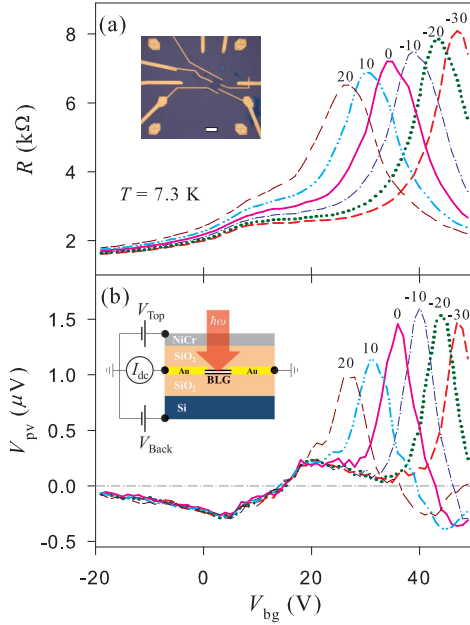 (a)
-30
-20
-10
0
10
20
8
6
4
2
R (kΩ)
T = 7.3 K
(b)
V_Top
ħω
NiCr
SiO₂
Au
Au
I_dc
BLG
SiO₂
Si
V_Back
-30
-20
-10
0
10
20
1.5
1.0
0.5
0.0
-0.5
V_pv (μV)
-20
0
20
40
V_bg (V)